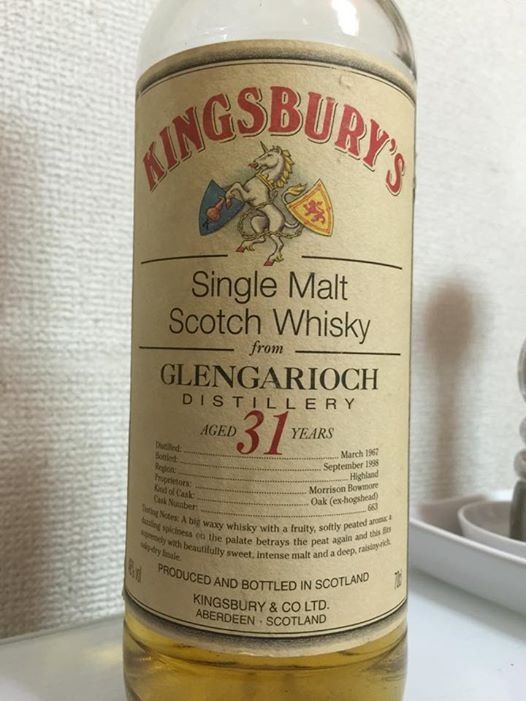 KINGSBURY'S
Single Malt
Scotch Whisky
from
GLENGARIOCH
DISTILLERY
AGED 31 YEARS
Distilled: March 1967
Bottled: September 1998
Region: Highland
Proprietors: Morrison Bowmore
Kind of Cask: Oak (ex-hogshead)
Cask Number: 663
Tasting Notes: A big waxy whisky with a fruity, softly peated aroma; a
dazzling spiciness on the palate betrays the peat again and this fits
supremely with beautifully sweet, intense malt and a deep, raisiny-rich,
oaky-dry finale.
PRODUCED AND BOTTLED IN SCOTLAND
70cl
KINGSBURY & CO LTD.
ABERDEEN · SCOTLAND